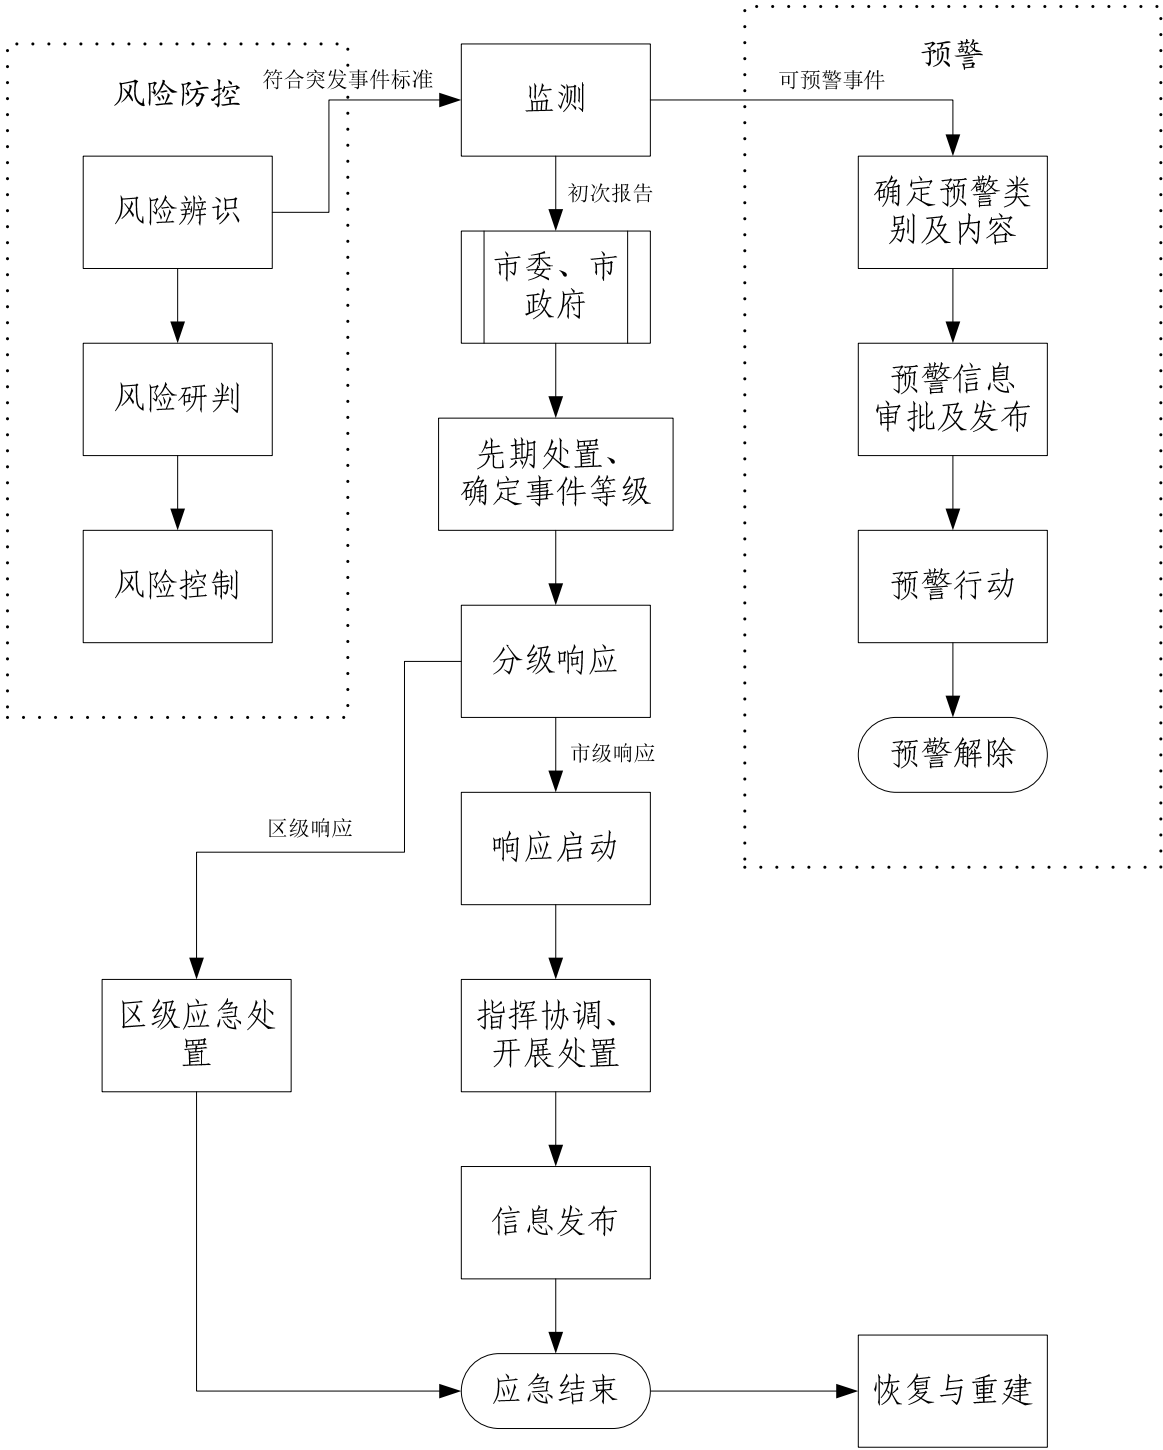 风险防控
风险辨识
风险研判
风险控制
符合突发事件标准
监测
初次报告
市委、市
政府
先期处置、
确定事件等级
分级响应
市级响应
区级响应
响应启动
区级应急处
置
指挥协调、
开展处置
信息发布
应急结束
恢复与重建
预警
可预警事件
确定预警类
别及内容
预警信息
审批及发布
预警行动
预警解除